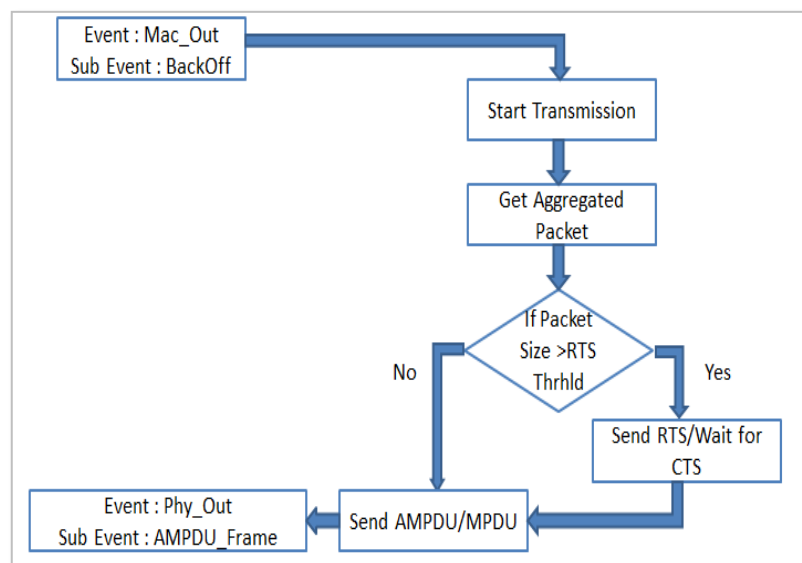 Event : Mac_Out
Sub Event : BackOff
Start Transmission
Get Aggregated
Packet
If Packet
Size >RTS
Thrhld
No
Yes
Send RTS/Wait for
CTS
Send AMPDU/MPDU
Event : Phy_Out
Sub Event : AMPDU_Frame